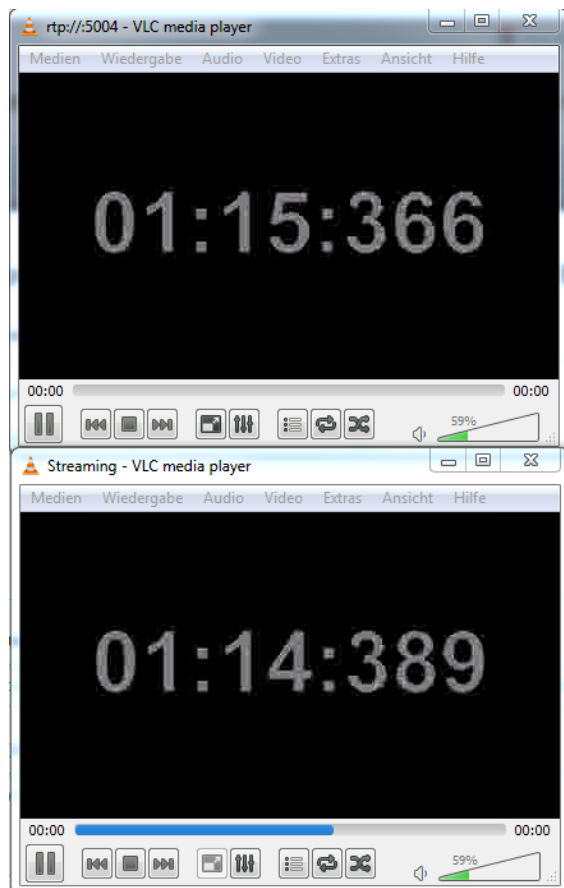 rtp://:5004 - VLC media player
Medien Wiedergabe Audio Video Extras Ansicht Hilfe
01:15:366
00:00 00:00
59%
Streaming - VLC media player
Medien Wiedergabe Audio Video Extras Ansicht Hilfe
01:14:389
00:00 00:00
59%